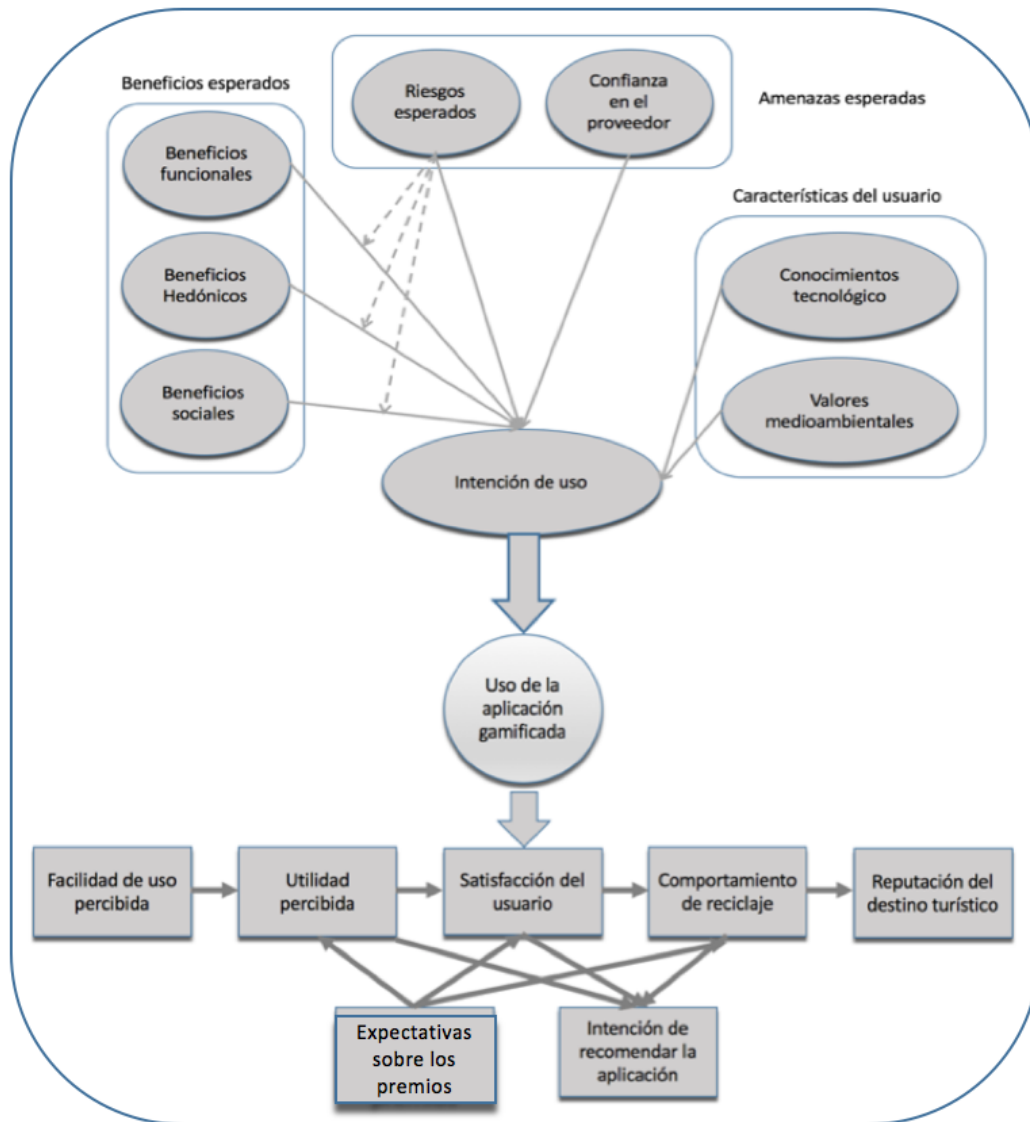 Beneficios esperados
Riesgos
esperados
Confianza
en el
proveedor
Amenazas esperadas
Beneficios
funcionales
Beneficios
Hedónicos
Beneficios
sociales
Características del usuario
Conocimientos
tecnológico
Valores
medioambientales
Intención de uso
Uso de la
aplicación
gamificada
Facilidad de uso
percibida
Utilidad
percibida
Satisfacción del
usuario
Comportamiento
de reciclaje
Reputación del
destino turístico
Expectativas
sobre los
premios
Intención de
recomendar la
aplicación